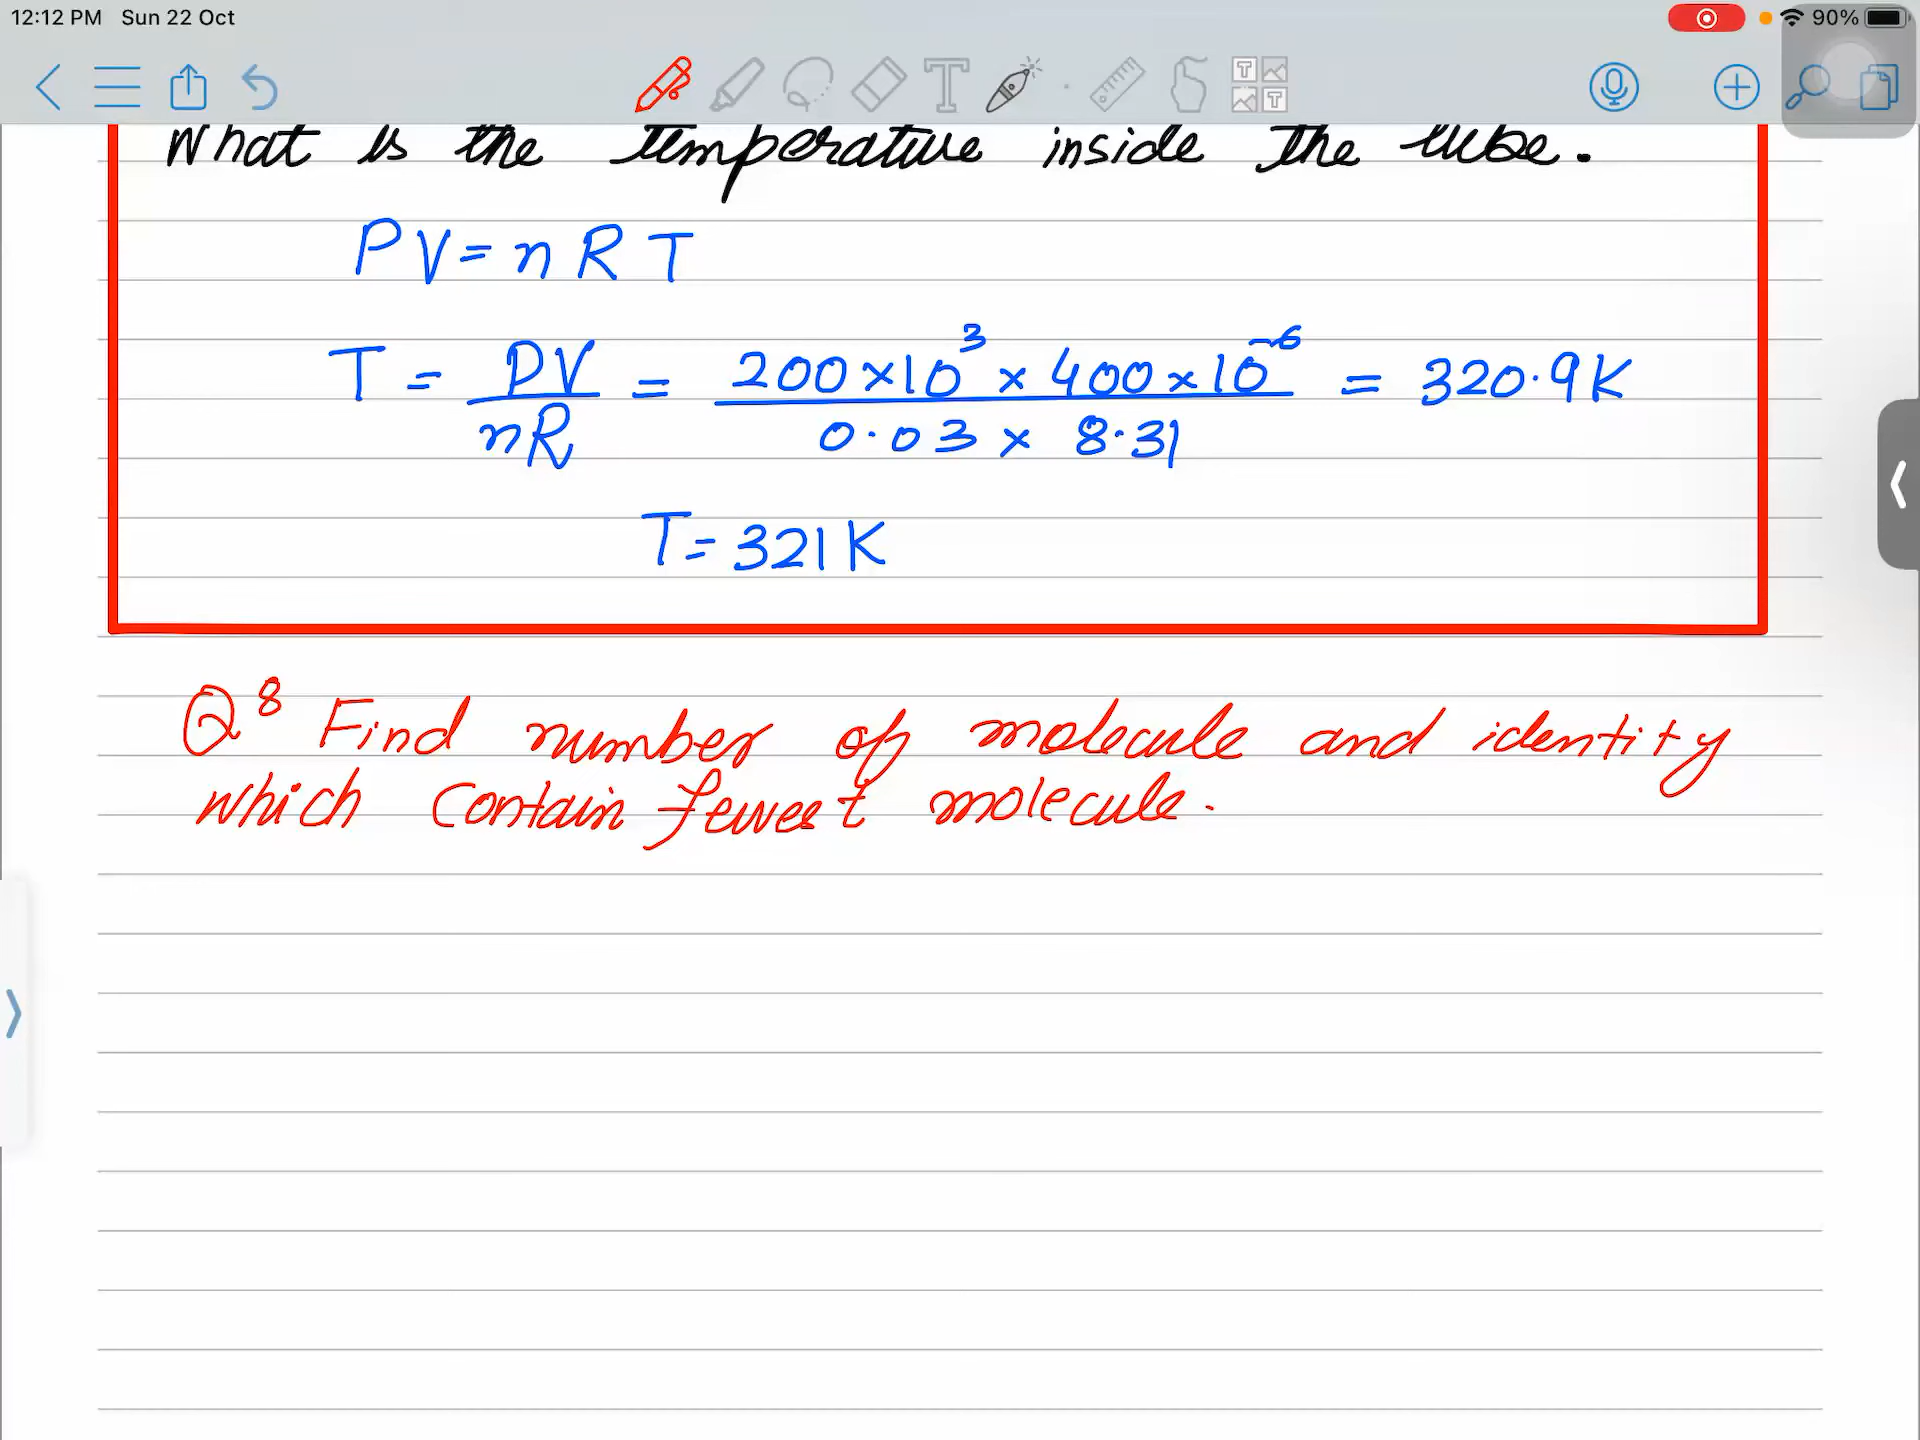 12:12 PM Sun 22 Oct 90%
What is the temperature inside the tube.
PV = nRT
T = PV/nR = 200×10³ × 400×10⁻⁶ / 0.03 × 8.31 = 320.9K
T = 321K
Q8 Find number of molecule and identity
which contain fewest molecule.